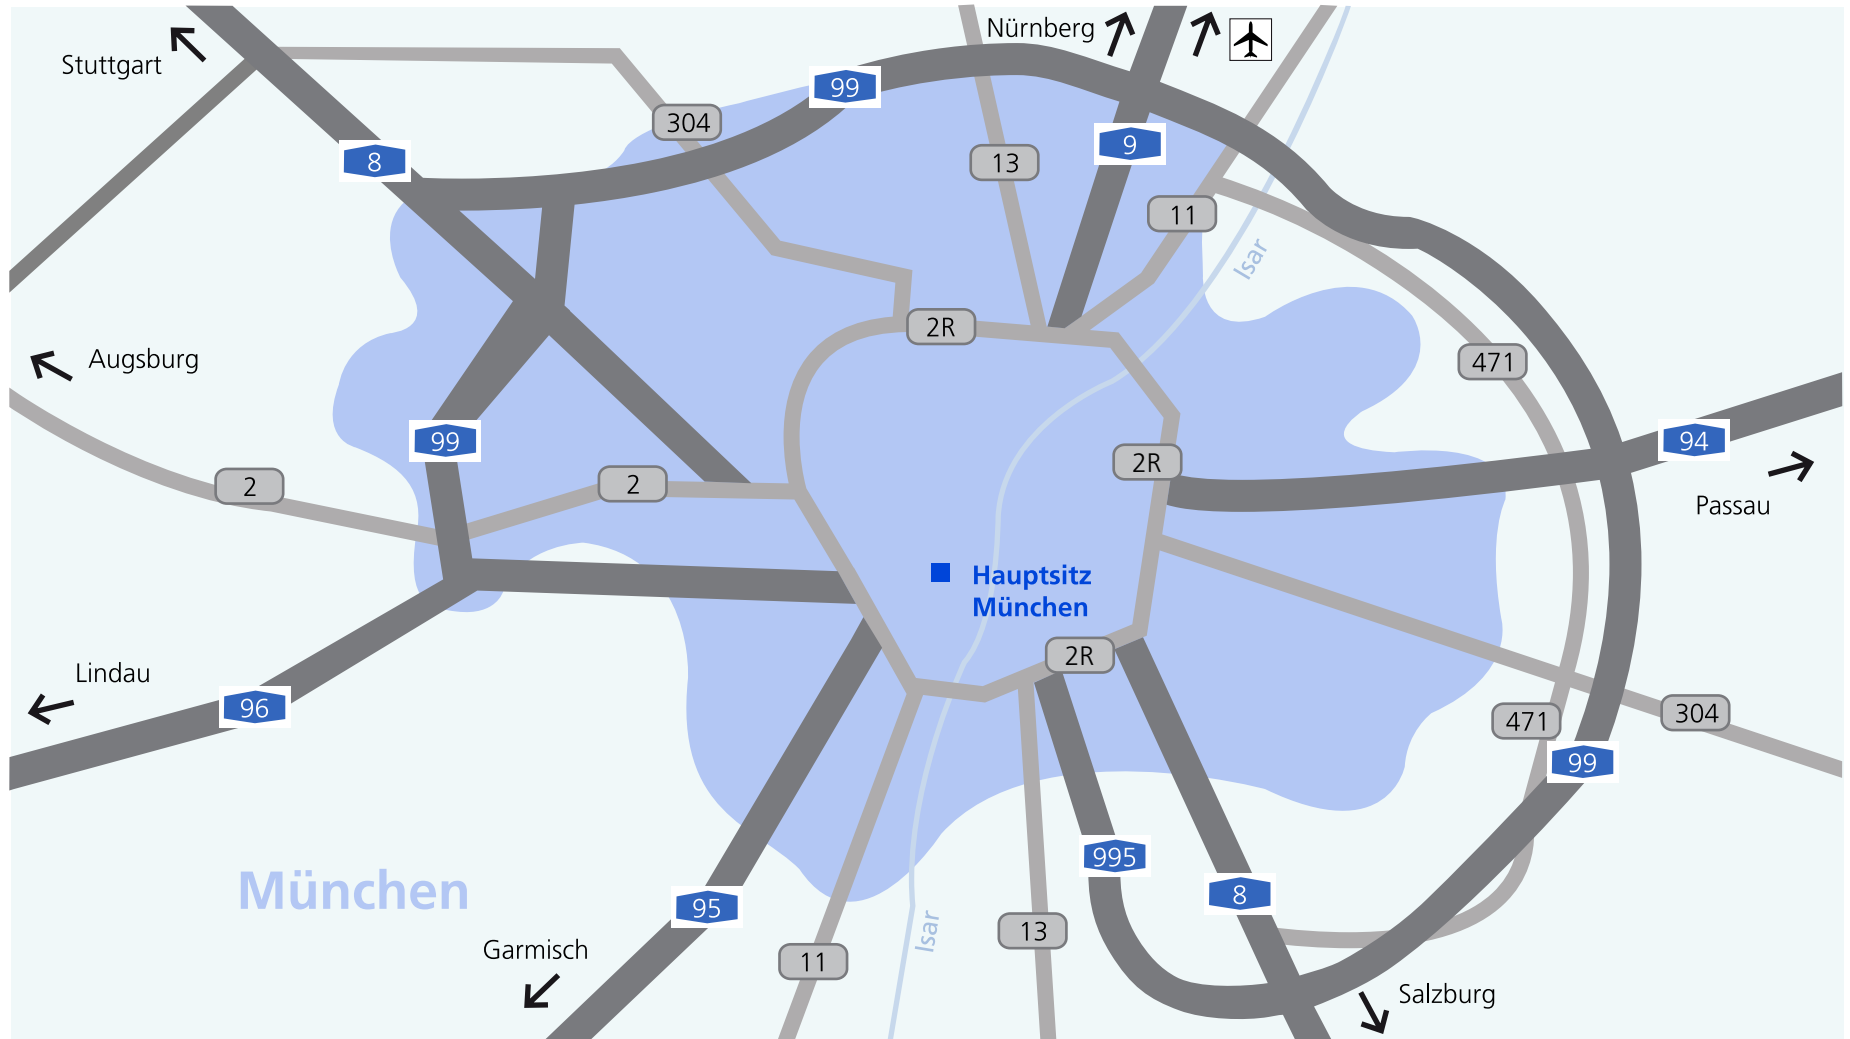 Nürnberg
Stuttgart
99
304
9
8
13
11
Isar
2R
Augsburg
471
99
94
2R
2
2
Passau
Hauptsitz
München
2R
Lindau
96
304
471
99
995
München
8
95
Isar
13
Garmisch
11
Salzburg